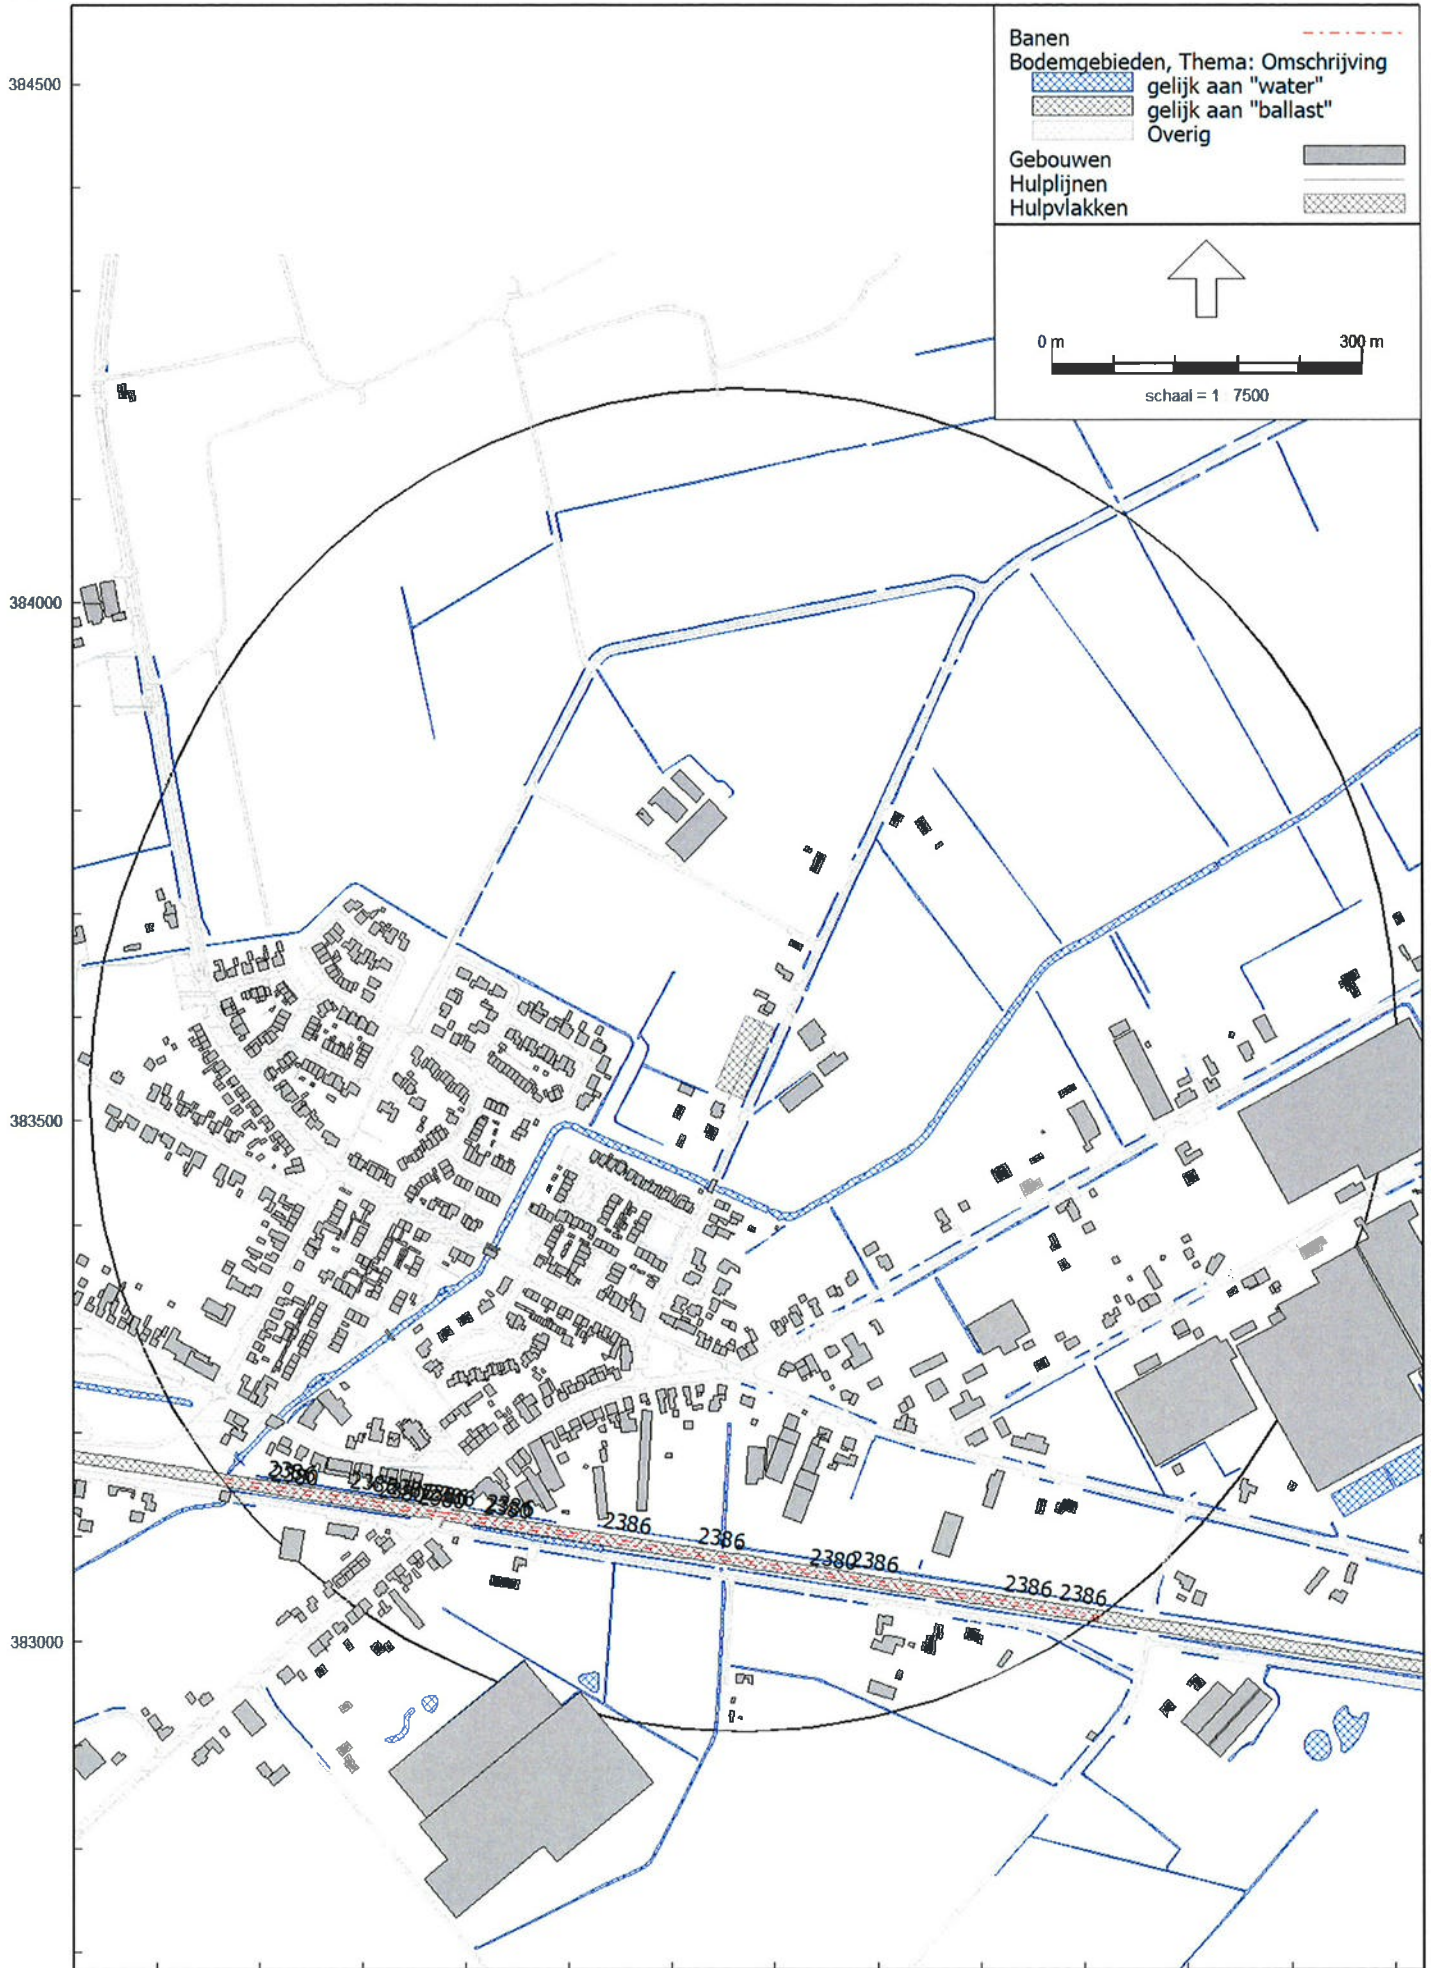 Banen
Bodemgebieden, Thema: Omschrijving
gelijk aan "water"
gelijk aan "ballast"
Overig
Gebouwen
Hulplijnen
Hulpvlakken
0 m 300 m
schaal = 1 : 7500
384500
384000
383500
383000
2386
2386
2386
2386
2380 2386
2386 2386